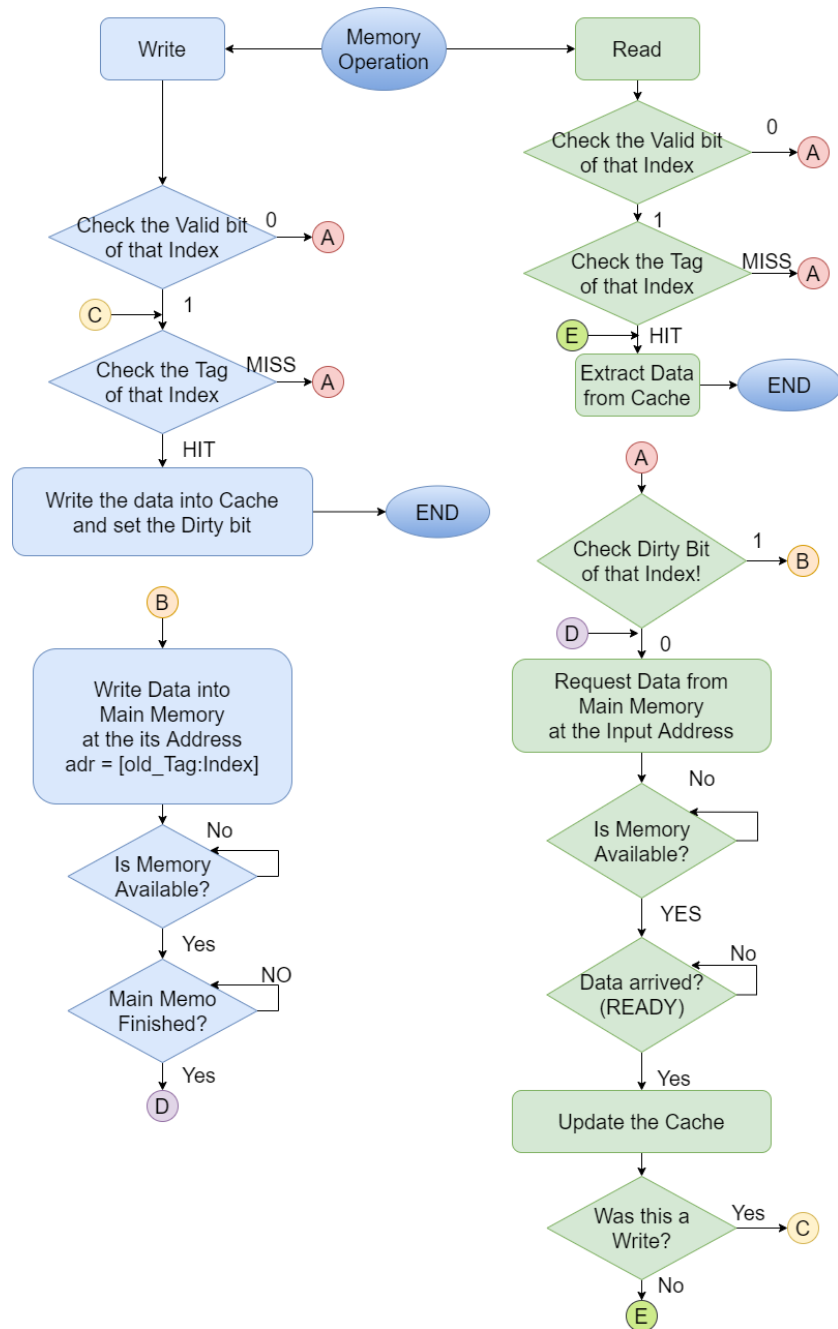 Write
Memory
Operation
Read
Check the Valid bit
of that Index
0
A
1
Check the Tag
of that Index
MISS
A
E
HIT
Extract Data
from Cache
END
Check the Valid bit
of that Index
0
A
1
C
Check the Tag
of that Index
MISS
A
HIT
Write the data into Cache
and set the Dirty bit
END
A
Check Dirty Bit
of that Index!
1
B
D
0
Request Data from
Main Memory
at the Input Address
No
Is Memory
Available?
YES
No
Data arrived?
(READY)
Yes
Update the Cache
Was this a
Write?
Yes
C
No
E
B
Write Data into
Main Memory
at the its Address
adr = [old_Tag:Index]
No
Is Memory
Available?
Yes
NO
Main Memo
Finished?
Yes
D